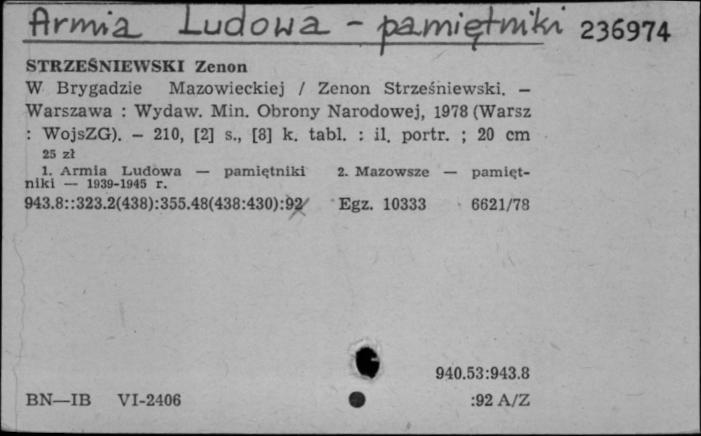 Armia Ludowa - pamiętniki 236974
STRZEŚNIEWSKI Zenon
W Brygadzie Mazowieckiej / Zenon Strześniewski. —
Warszawa : Wydaw. Min. Obrony Narodowej, 1978 (Warsz
: WojsZG). — 210, [2] s., [8] k. tabl. : il. portr. ; 20 cm
25 zł
1. Armia Ludowa — pamiętniki 2. Mazowsze — pamięt-
niki — 1939-1945 r.
943.8::323.2(438):355.48(438:430):92 Egz. 10333 6621/78
940.53:943.8
BN—IB VI-2406 :92 A/Z